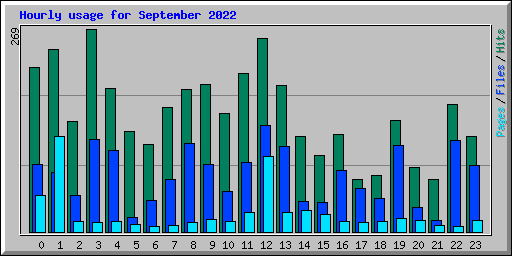 Hourly usage for September 2022
269
Pages/Files/Hits
0 1 2 3 4 5 6 7 8 9 10 11 12 13 14 15 16 17 18 19 20 21 22 23